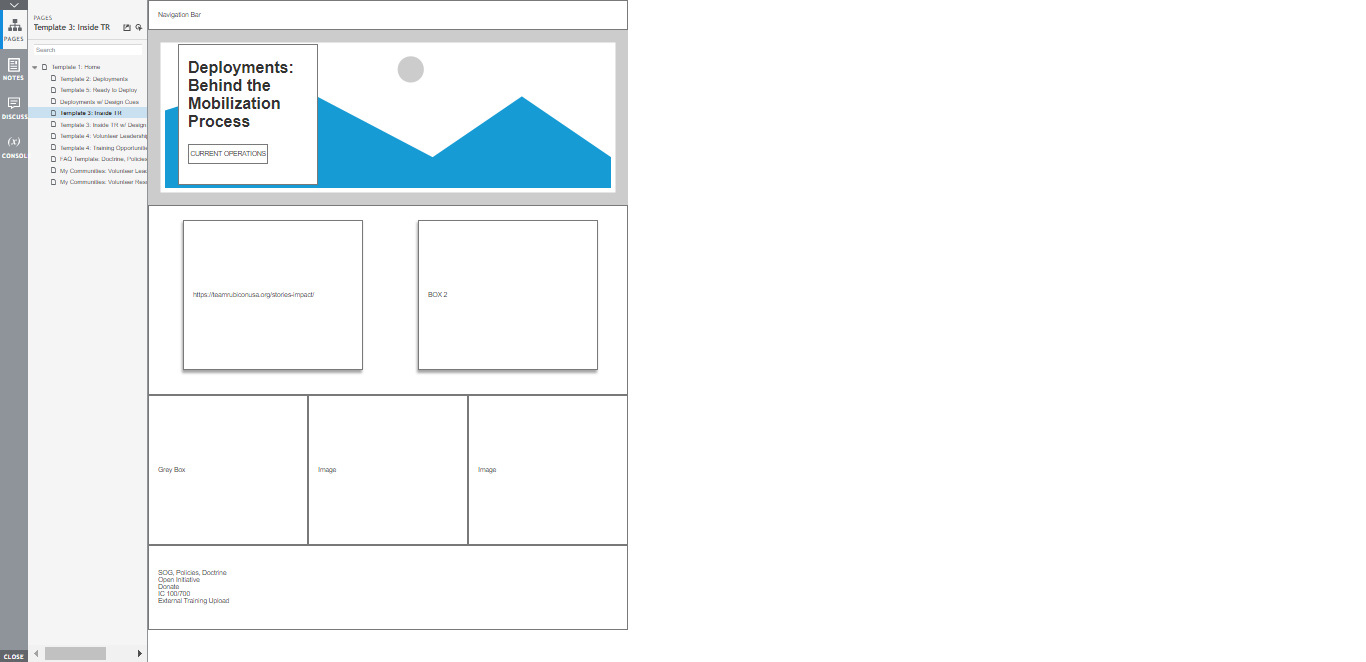 PAGES
Template 3: Inside TR
PAGES
Search
NOTES
DISCUSS
(x)
CONSOL
Template 1: Home
Template 2: Deployments
Template 5: Ready to Deploy
Deployments w/ Design Cues
Template 3: Inside TR
Template 3: Inside TR w/ Design
Template 4: Volunteer Leadership
Template 4: Training Opportunitie
FAQ Template: Doctrine, Policies
My Communities: Volunteer Lea
My Communities: Volunteer Res
CLOSE
Navigation Bar
Deployments:
Behind the
Mobilization
Process
CURRENT OPERATIONS
https://teamrubiconusa.org/stories-impact/
BOX 2
Grey Box
Image
Image
SOG, Policies, Doctrine
Open Initiative
Donate
IC 100/700
External Training Upload